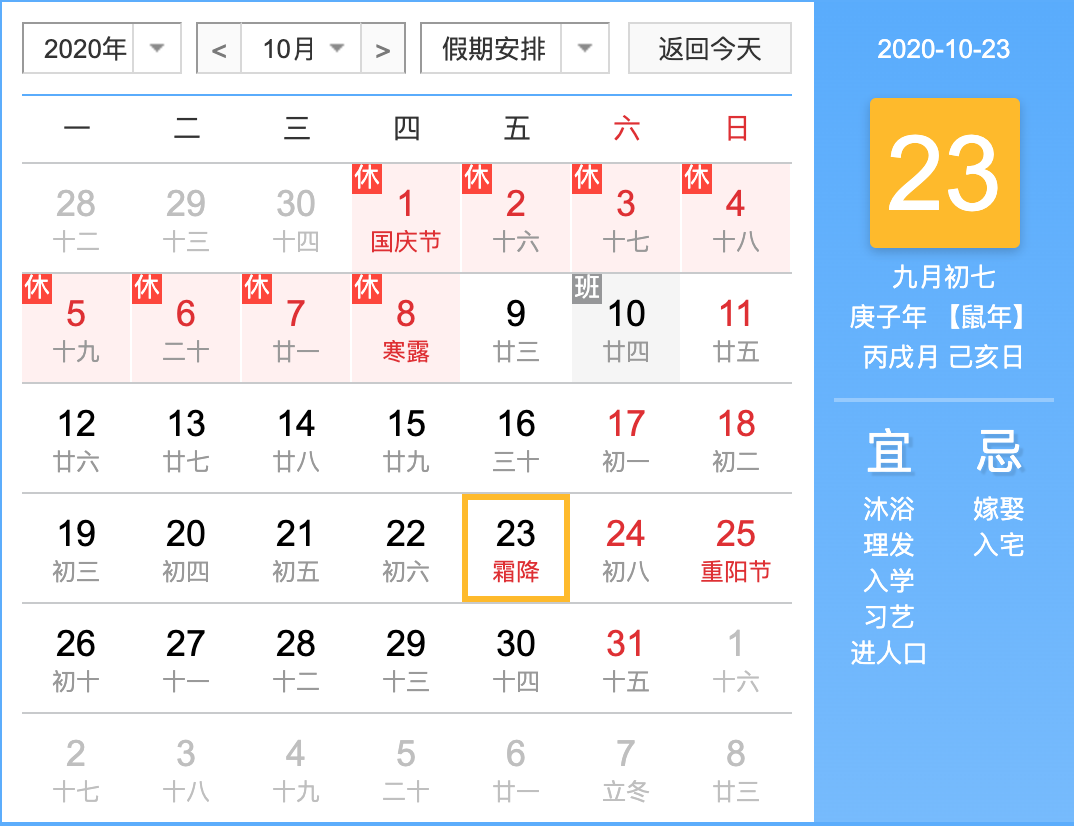 2020年 < 10月 > 假期安排 返回今天
一 二 三 四 五 六 日
休 休 休 休
28 29 30 1 2 3 4
十二 十三 十四 国庆节 十六 十七 十八
休 休 休 休 班
5 6 7 8 9 10 11
十九 二十 廿一 寒露 廿三 廿四 廿五
12 13 14 15 16 17 18
廿六 廿七 廿八 廿九 三十 初一 初二
19 20 21 22 23 24 25
初三 初四 初五 初六 霜降 初八 重阳节
26 27 28 29 30 31 1
初十 十一 十二 十三 十四 十五 十六
2 3 4 5 6 7 8
十七 十八 十九 二十 廿一 立冬 廿三
2020-10-23
23
九月初七
庚子年 【鼠年】
丙戌月 己亥日
宜 忌
沐浴 嫁娶
理发 入宅
入学
习艺
进人口